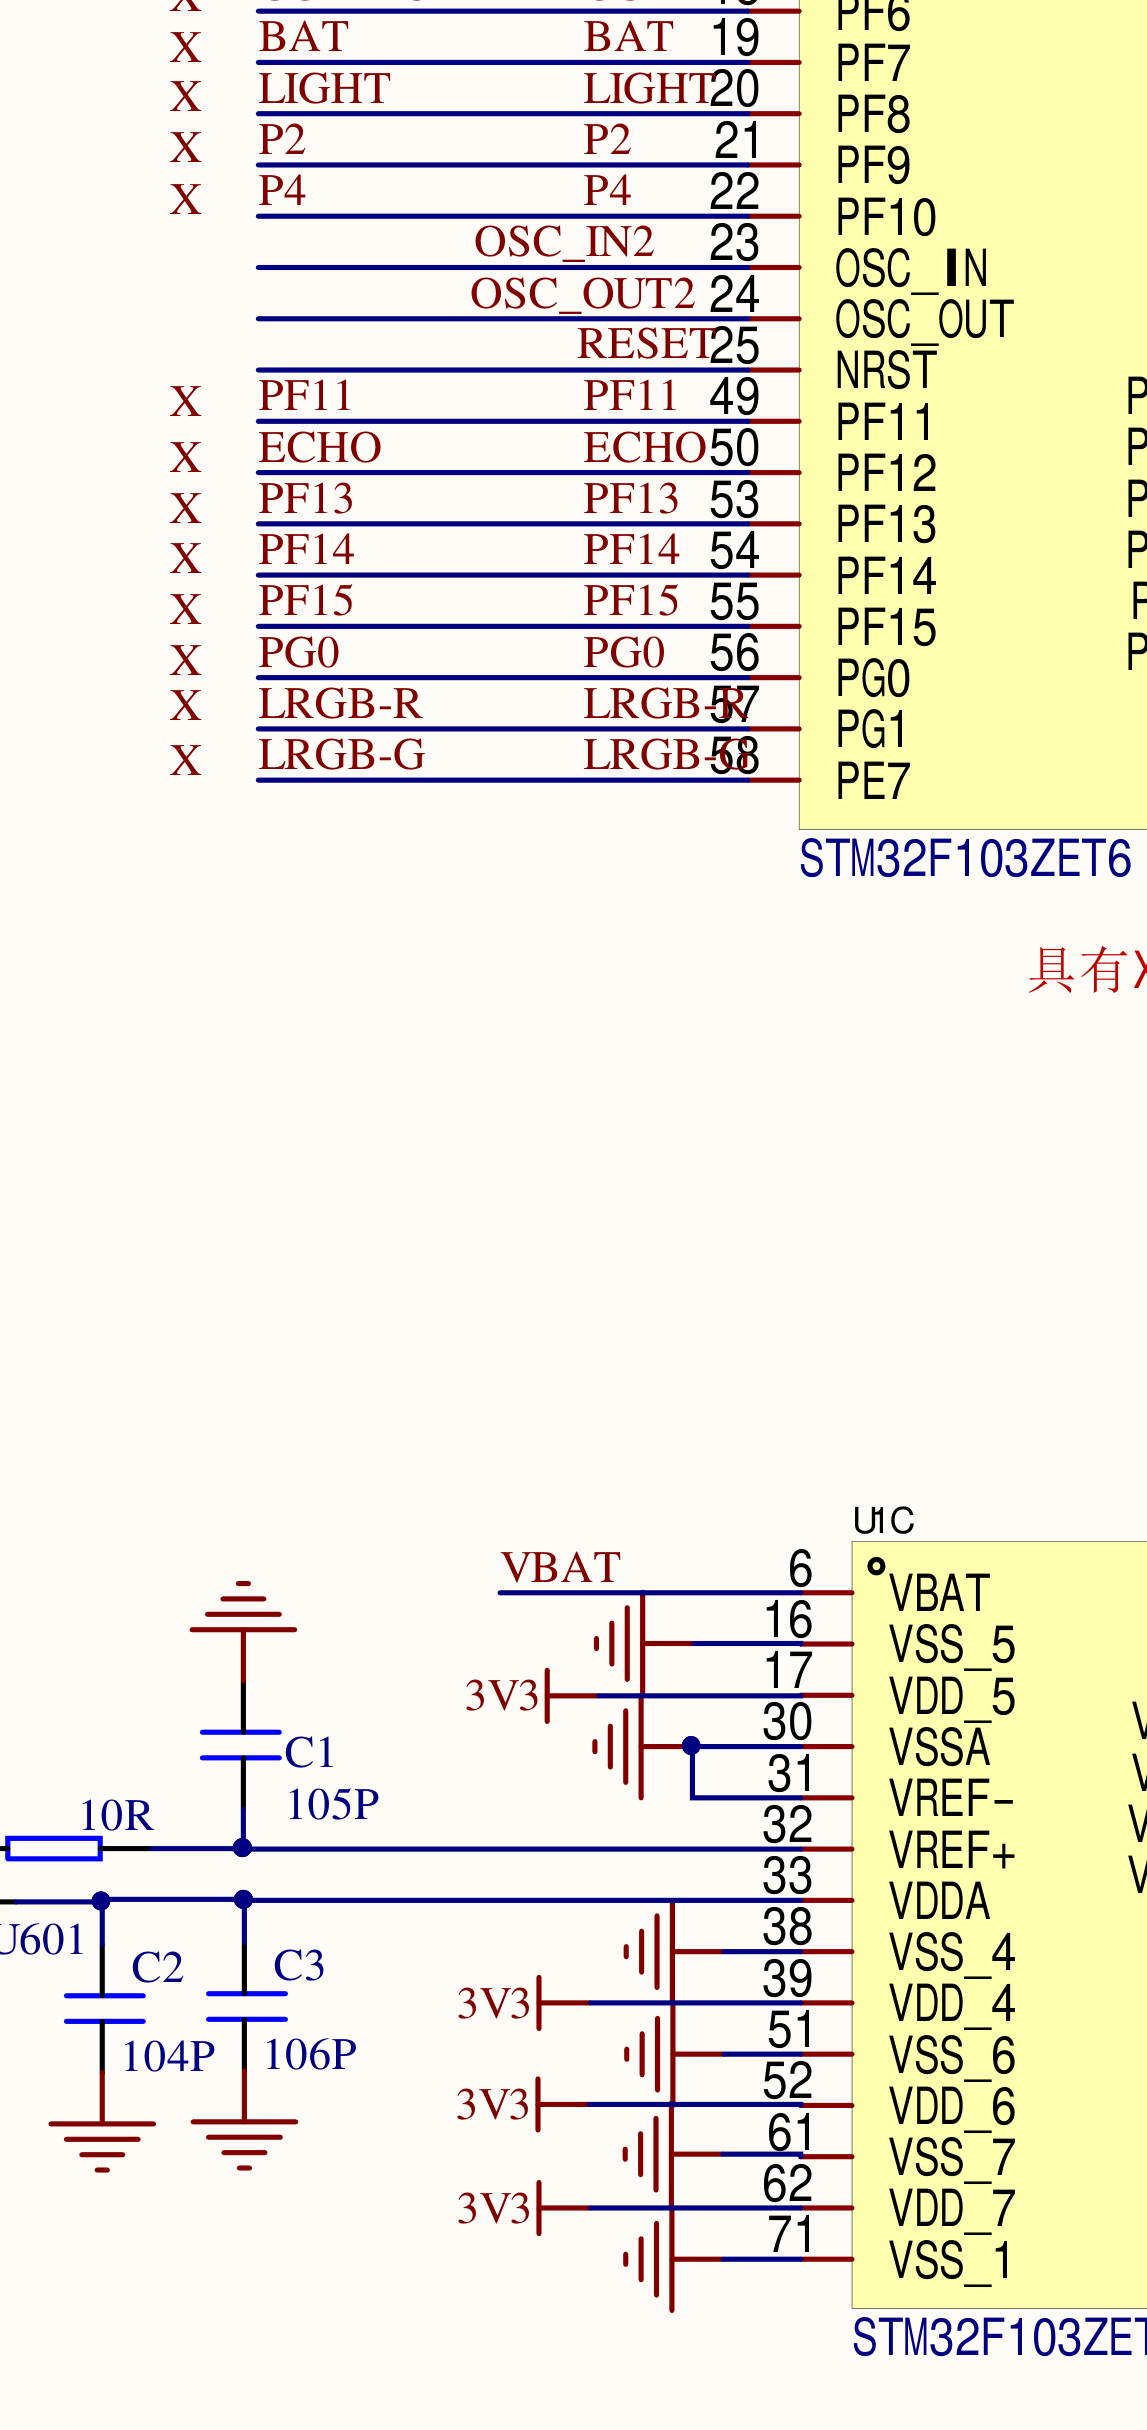 X PF6
X BAT BAT 19 PF7
X LIGHT LIGHT 20 PF8
X P2 P2 21 PF9
X P4 P4 22 PF10
OSC_IN2 23 OSC_IN
OSC_OUT2 24 OSC_OUT
RESET 25 NRST
X PF11 PF11 49 PF11 P
X ECHO ECHO 50 PF12 P
X PF13 PF13 53 PF13 P
X PF14 PF14 54 PF14 P
X PF15 PF15 55 PF15 P
X PG0 PG0 56 PG0 P
X LRGB-R LRGB-R 57 PG1
X LRGB-G LRGB-G 58 PE7
STM32F103ZET6
具有X
U1C
VBAT 6 VBAT
16 VSS_5
3V3 17 VDD_5
30 VSSA
C1 31 VREF-
105P
10R 32 VREF+
33 VDDA
U601 C2 C3 38 VSS_4
3V3 39 VDD_4
104P 106P 51 VSS_6
3V3 52 VDD_6
61 VSS_7
3V3 62 VDD_7
71 VSS_1
STM32F103ZET